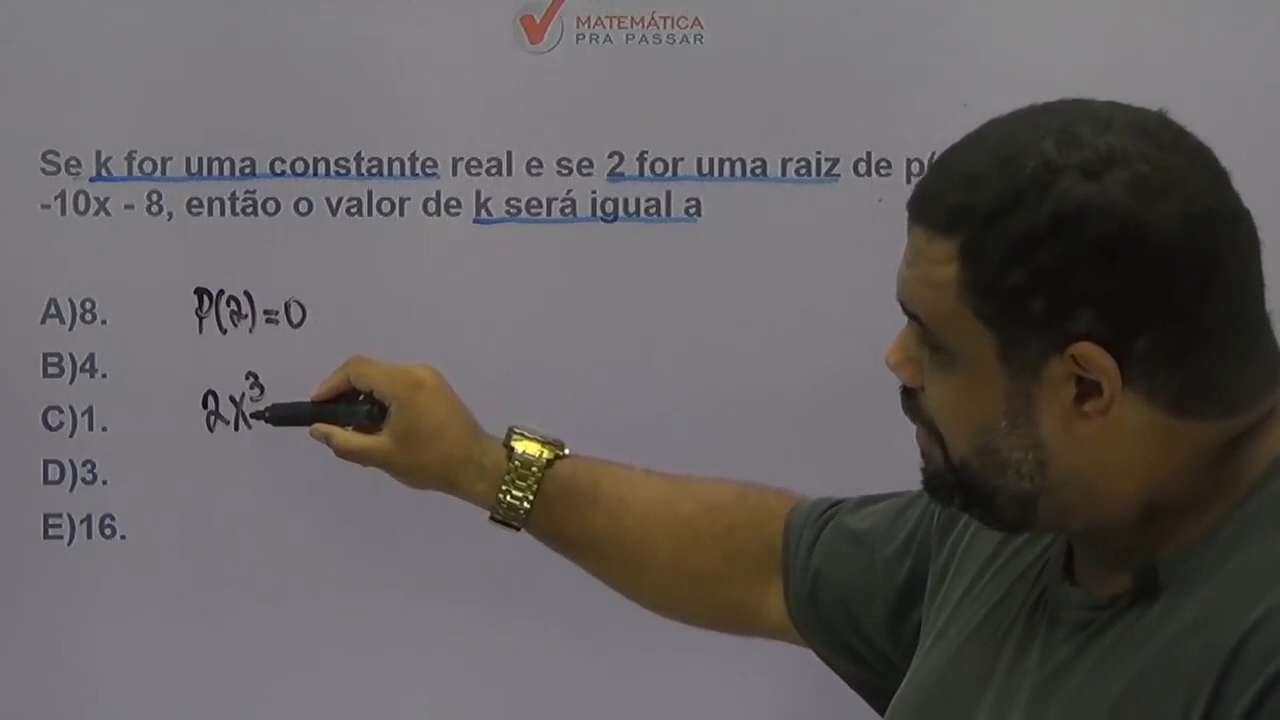 MATEMÁTICA
PRA PASSAR
Se k for uma constante real e se 2 for uma raiz de p(
-10x - 8, então o valor de k será igual a
A)8.
P(2)=0
B)4.
2x³
C)1.
D)3.
E)16.